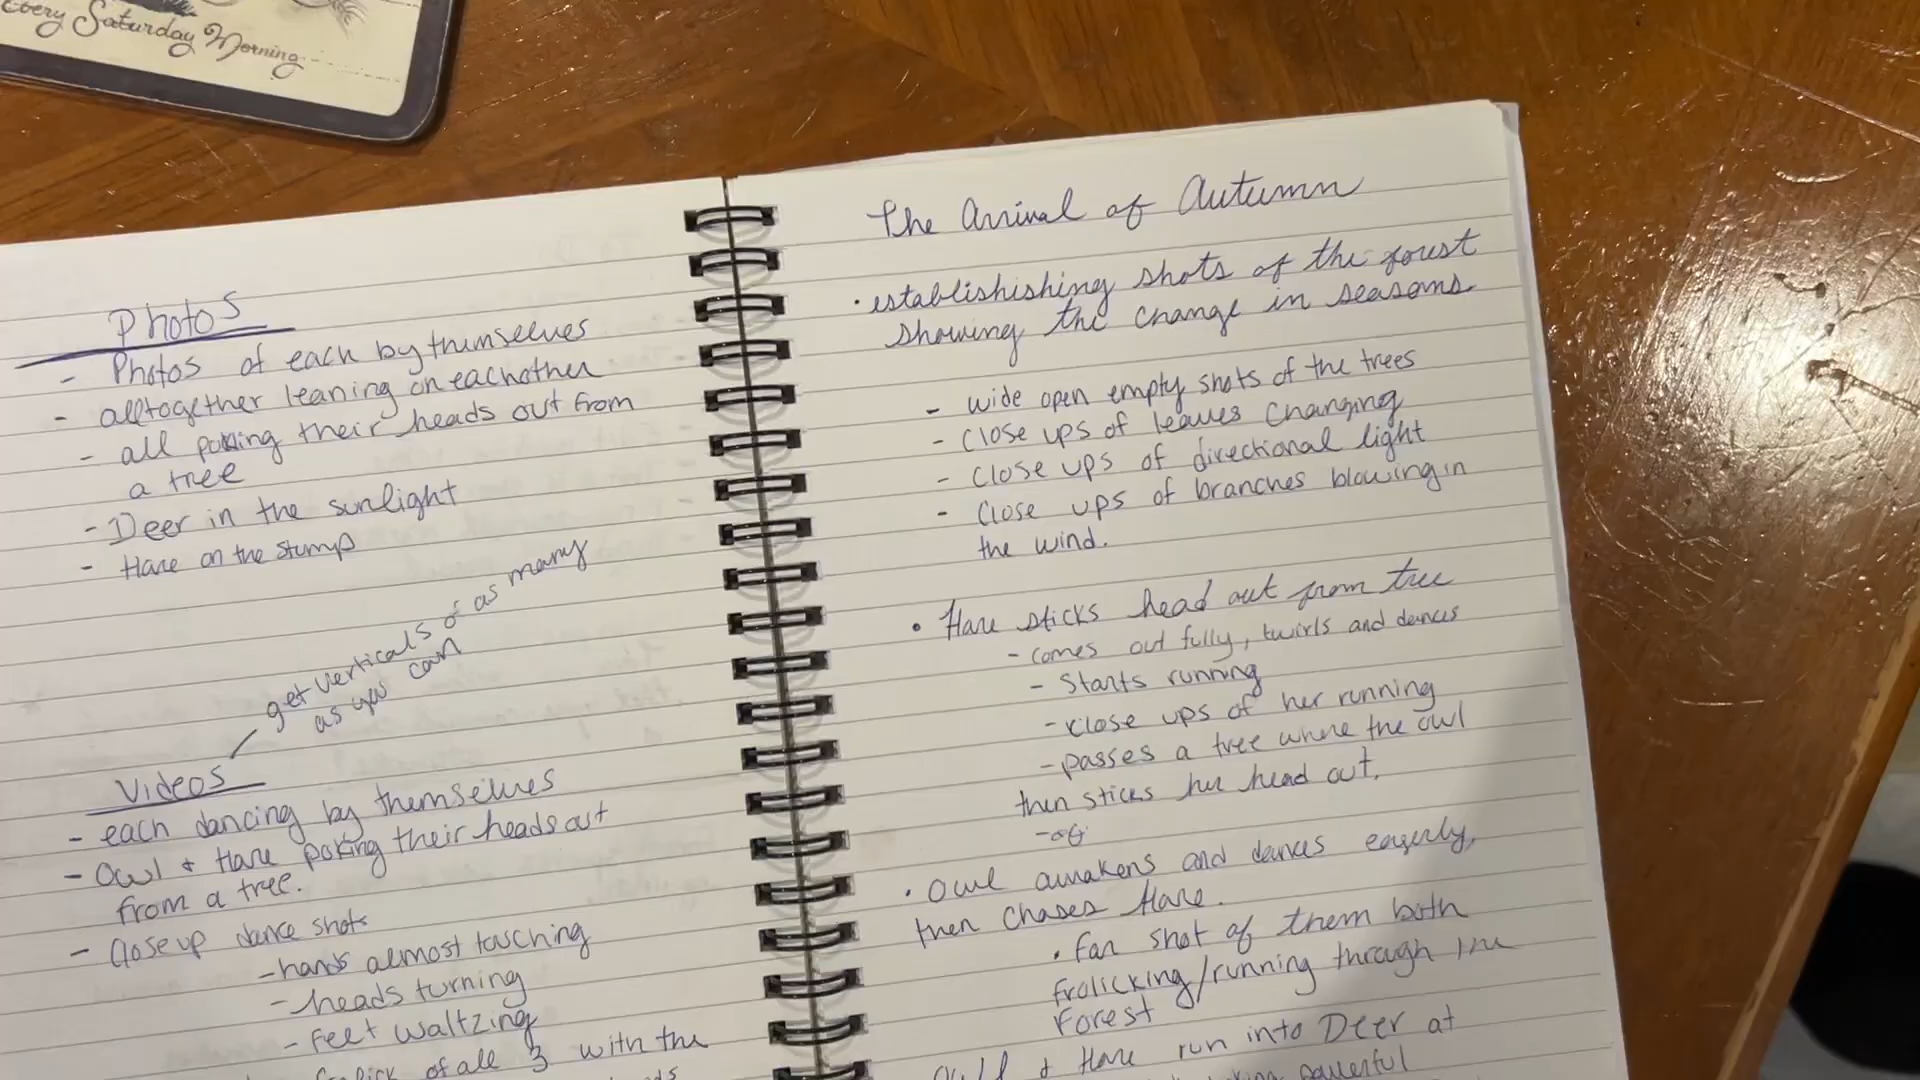 Every Saturday Morning
Photos
- Photos of each by themselves
- alltogether leaning on eachother
- all poking their heads out from
a tree
- Deer in the sunlight
- Hare on the stump
get verticals & as many
as you can
Videos
- each dancing by themselves
- Owl & Hare poking their heads out
from a tree.
- Close up dance shots
- hands almost touching
- heads turning
- feet waltzing
of all 3 with the
The Arrival of Autumn
• establishishing shots of the forest
showing the change in seasons.
- wide open empty shots of the trees
- close ups of leaves changing
- close ups of directional light
- close ups of branches blowing in
the wind.
• Hare sticks head out from tree
- comes out fully, twirls and dances
- starts running
- close ups of her running
- passes a tree where the owl
then sticks her head out.
• Owl awakens and dances eagerly,
then chases Hare.
• far shot of them both
frolicking/running through the
forest
& Hare run into Deer at
powerful